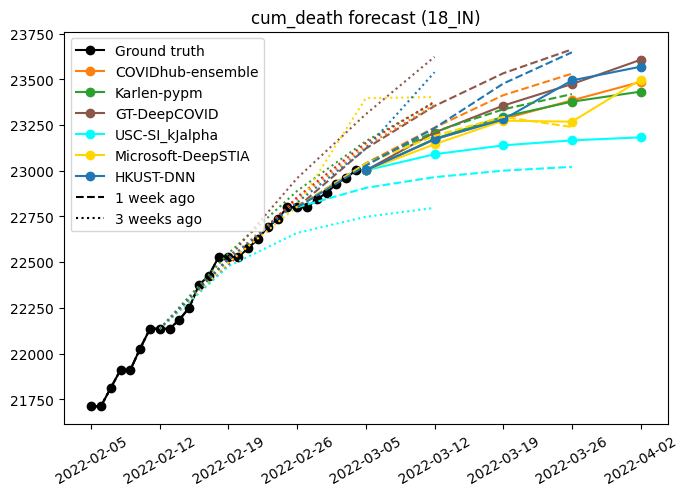 cum_death forecast (18_IN)
23750
23500
23250
23000
22750
22500
22250
22000
21750
Ground truth
COVIDhub-ensemble
Karlen-pypm
GT-DeepCOVID
USC-SI_kJalpha
Microsoft-DeepSTIA
HKUST-DNN
1 week ago
3 weeks ago
2022-02-05
2022-02-12
2022-02-19
2022-02-26
2022-03-05
2022-03-12
2022-03-19
2022-03-26
2022-04-02